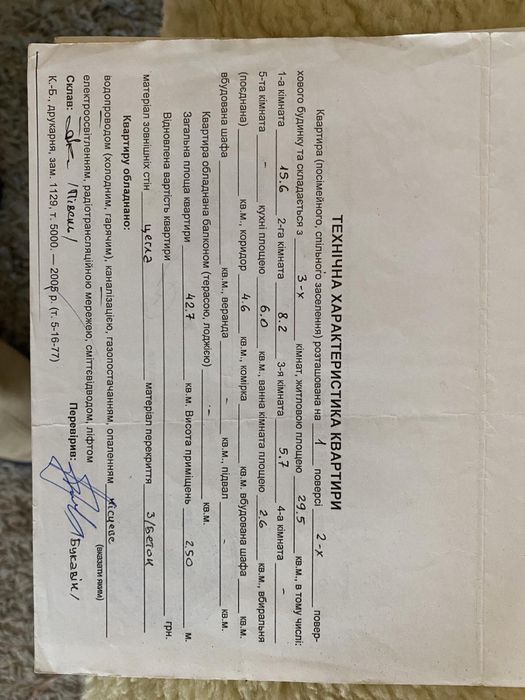 ТЕХНІЧНА ХАРАКТЕРИСТИКА КВАРТИРИ
Квартира (посімейного, спільного заселення) розташована на 1 поверсі 2-х повер-
хового будинку та складається з 3-х кімнат, житловою площею 29.5 кв.м., в тому числі:
1-а кімната 15.6 2-га кімната 8.2 3-я кімната 5.7 4-а кімната –
5-та кімната – кухні площею 6.0 кв.м., ванна кімната площею 2.6 кв.м., вбиральня
(поєднана) кв.м., коридор 4.6 кв.м., комірка кв.м. вбудована шафа кв.м.
вбудована шафа кв.м., веранда – кв.м., підвал – кв.м.
Квартира обладнана балконом (терасою, лоджією) – кв.м.
Загальна площа квартири 42.7 кв.м. Висота приміщень 2.50 м.
Відновлена вартість квартири грн.
матеріал зовнішніх стін цегла матеріал перекриття з/бетон
Квартиру обладнано:
водопроводом (холодним, гарячим), каналізацією, газопостачанням, опаленням місцеве
(вказати яким)
електроосвітленням, радіотрансляційною мережею, сміттєвідводом, ліфтом
Склав: Перевірив:
К.-Б., друкарня, зам. 1129, т. 5000. — 2006 р. (т. 5-16-77)